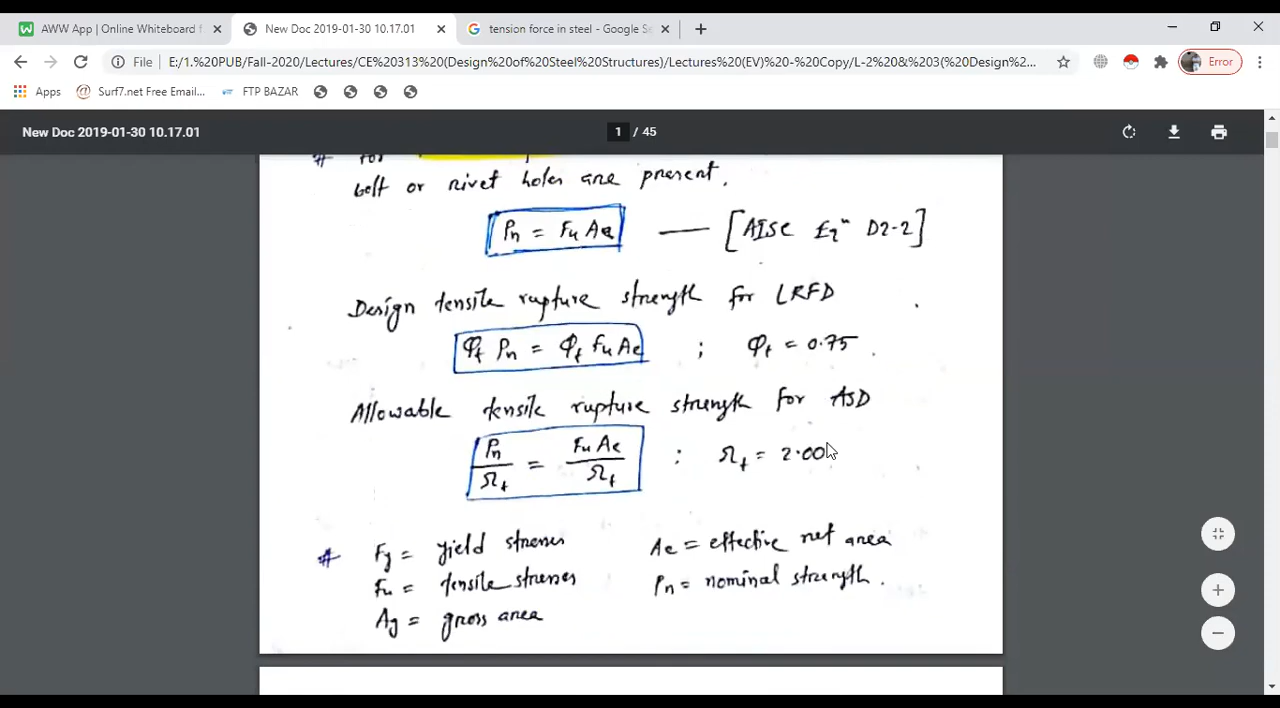 AWW App | Online Whiteboard f
New Doc 2019-01-30 10.17.01
tension force in steel - Google Se
File
E:/1.%20PUB/Fall-2020/Lectures/CE%20313%20(Design%20of%20Steel%20Structures)/Lectures%20(EV)%20-%20Copy/L-2%20&%203(%20Design%2...
Error
Apps
Surf7.net Free Email...
FTP BAZAR
New Doc 2019-01-30 10.17.01
1 / 45
# For
bolt or rivet holes are present.
Pn = Fu Ae — [AISC Eqⁿ D2-2]
Design tensile rupture strength for LRFD
φt Pn = φt Fu Ae ; φt = 0.75
Allowable tensile rupture strength for ASD
Pn/Ωt = Fu Ae/Ωt : Ωt = 2.00
# Fy = yield stresses Ae = effective net area
Fu = tensile stresses Pn = nominal strength.
Ag = gross area